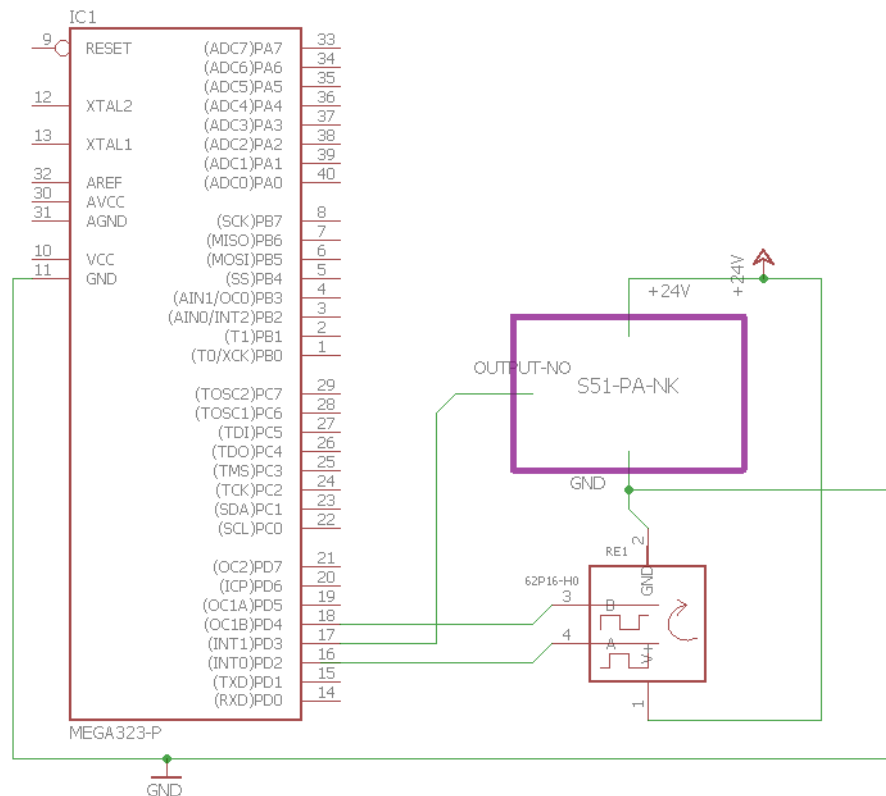 IC1
9 RESET (ADC7)PA7 33
(ADC6)PA6 34
(ADC5)PA5 35
12 XTAL2 (ADC4)PA4 36
(ADC3)PA3 37
13 XTAL1 (ADC2)PA2 38
(ADC1)PA1 39
32 AREF (ADC0)PA0 40
30 AVCC
31 AGND (SCK)PB7 8
(MISO)PB6 7
10 VCC (MOSI)PB5 6
11 GND (SS)PB4 5
(AIN1/OC0)PB3 4
(AIN0/INT2)PB2 3
(T1)PB1 2
(T0/XCK)PB0 1
(TOSC2)PC7 29
(TOSC1)PC6 28
(TDI)PC5 27
(TDO)PC4 26
(TMS)PC3 25
(TCK)PC2 24
(SDA)PC1 23
(SCL)PC0 22
(OC2)PD7 21
(ICP)PD6 20
(OC1A)PD5 19
(OC1B)PD4 18
(INT1)PD3 17
(INT0)PD2 16
(TXD)PD1 15
(RXD)PD0 14
MEGA323-P
GND
+24V
+24V
OUTPUT-NO
S51-PA-NK
GND
RE1
2
GND
62P16-H0
3 B
4 A
V+
1